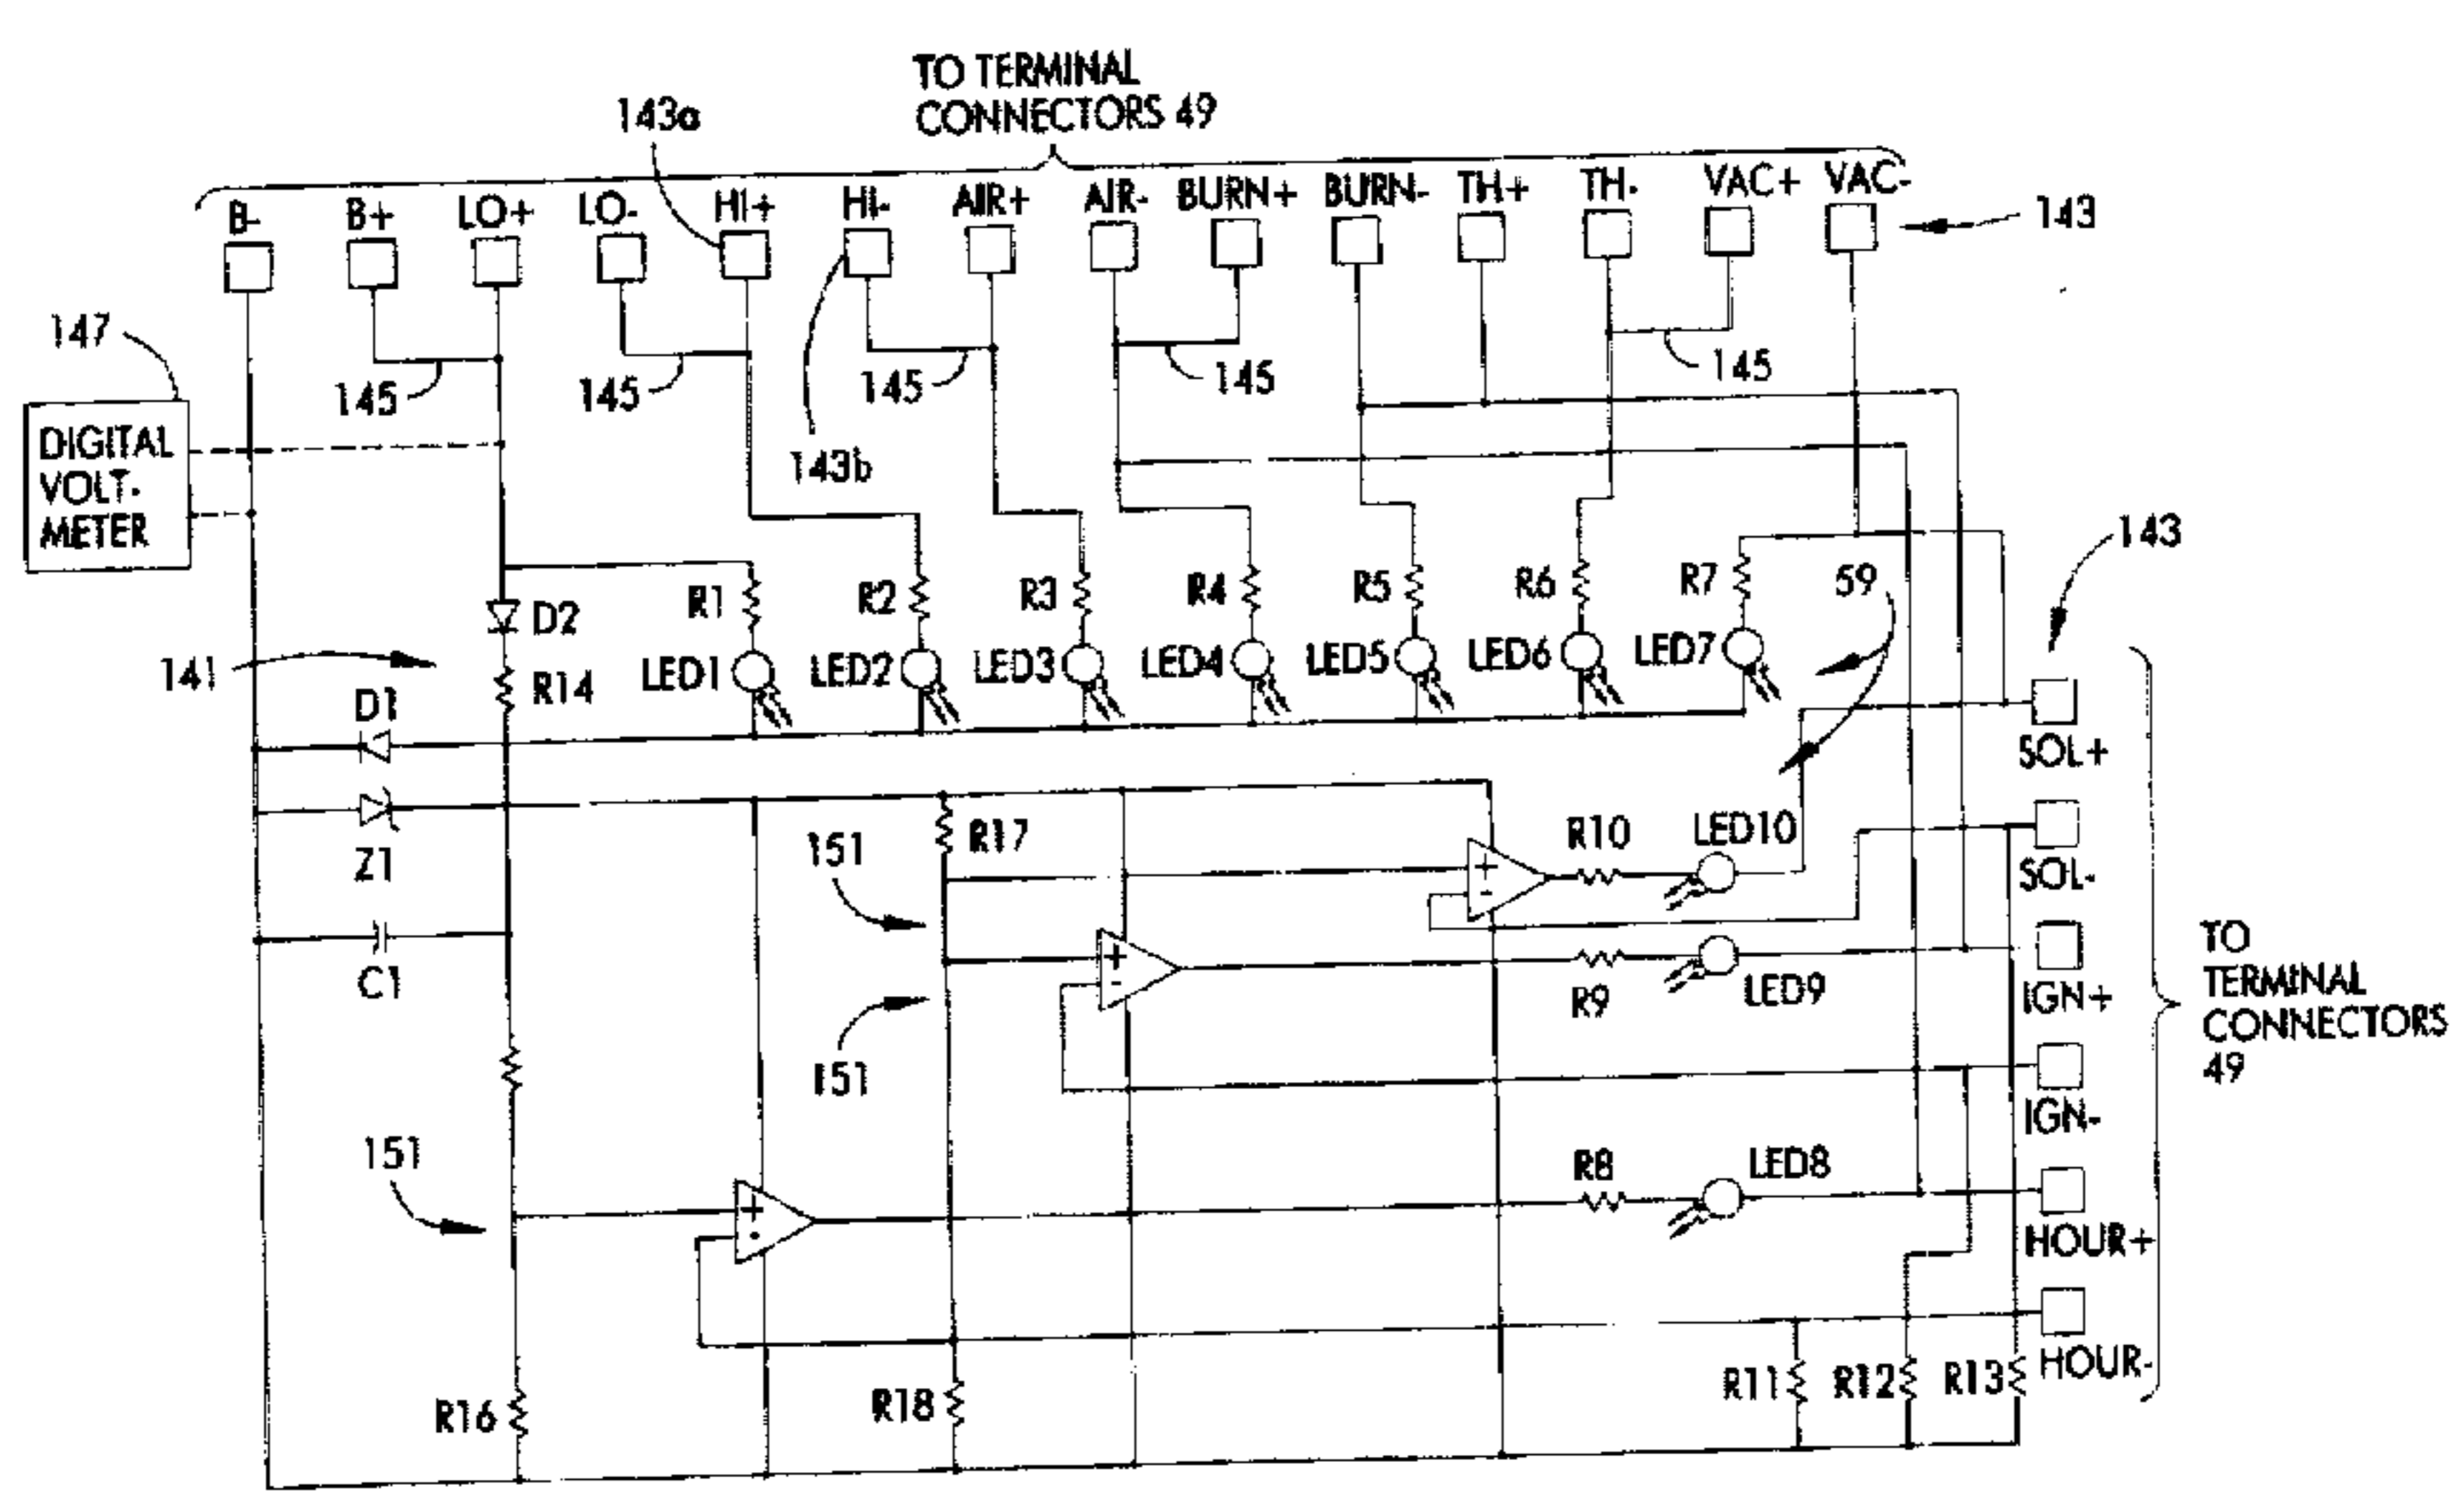 TO TERMINAL
CONNECTORS 49
143a
B- B+ LO+ LO- HI+ HI- AIR+ AIR- BURN+ BURN- TH+ TH- VAC+ VAC-
143
147
145 145 145 145 145
DIGITAL
VOLT-
METER
143b
143
59
R1 R2 R3 R4 R5 R6 R7
D2
141
R14
LED1 LED2 LED3 LED4 LED5 LED6 LED7
D1
SOL+
Z1
R17
151
R10 LED10
SOL-
C1
R9 LED9
IGN+
151
TO
TERMINAL
CONNECTORS
49
IGN-
151
R8 LED8
HOUR+
HOUR-
R16
R18
R11 R12 R13
+
-
+
-
+
-